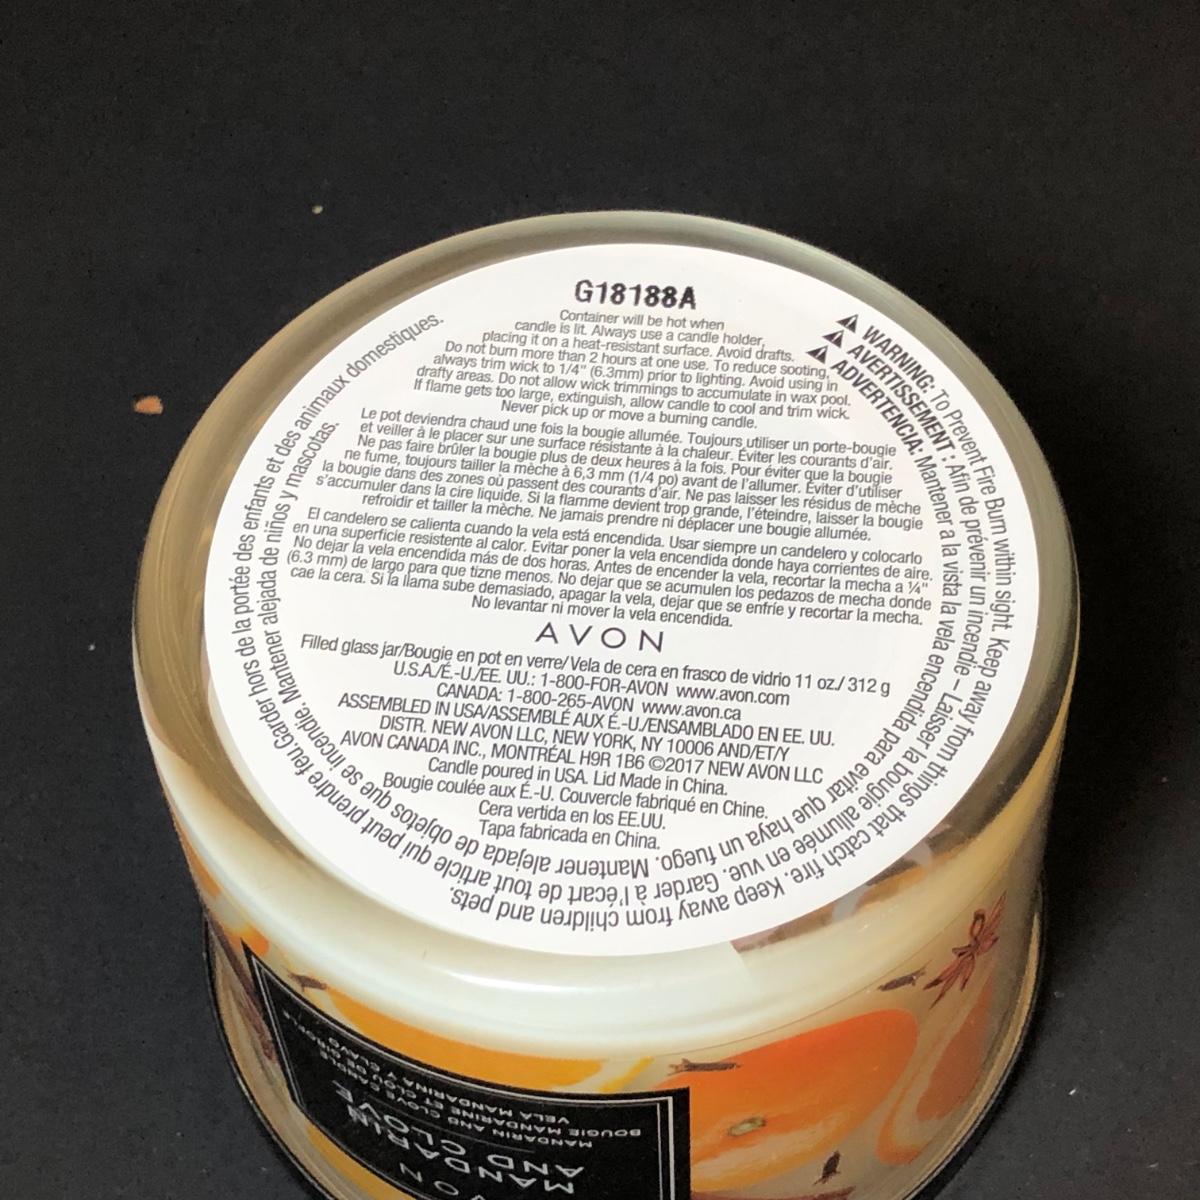 G18188A
Container will be hot when
candle is lit. Always use a candle holder,
placing it on a heat-resistant surface. Avoid drafts.
Do not burn more than 2 hours at one use. To reduce sooting,
always trim wick to 1/4" (6.3mm) prior to lighting. Avoid using in
drafty areas. Do not allow wick trimmings to accumulate in wax pool.
If flame gets too large, extinguish, allow candle to cool and trim wick.
Never pick up or move a burning candle.
Le pot deviendra chaud une fois la bougie allumée. Toujours utiliser un porte-bougie
et veiller à le placer sur une surface résistante à la chaleur. Éviter les courants d'air.
Ne pas faire brûler la bougie plus de deux heures à la fois. Pour éviter que la bougie
ne fume, toujours tailler la mèche à 6,3 mm (1/4 po) avant de l'allumer. Éviter d'utiliser
la bougie dans des zones où passent des courants d'air. Ne pas laisser les résidus de mèche
s'accumuler dans la cire liquide. Si la flamme devient trop grande, l'éteindre, laisser la bougie
refroidir et tailler la mèche. Ne jamais prendre ni déplacer une bougie allumée.
El candelero se calienta cuando la vela está encendida. Usar siempre un candelero y colocarlo
en una superficie resistente al calor. Evitar poner la vela encendida donde haya corrientes de aire.
No dejar la vela encendida más de dos horas. Antes de encender la vela, recortar la mecha a ¼"
(6.3 mm) de largo para que tizne menos. No dejar que se acumulen los pedazos de mecha donde
cae la cera. Si la llama sube demasiado, apagar la vela, dejar que se enfríe y recortar la mecha.
No levantar ni mover la vela encendida.
AVON
Filled glass jar/Bougie en pot en verre/Vela de cera en frasco de vidrio 11 oz./ 312 g
U.S.A/É.-U./EE. UU.: 1-800-FOR-AVON www.avon.com
CANADA: 1-800-265-AVON www.avon.ca
ASSEMBLED IN USA/ASSEMBLÉ AUX É.-U./ENSAMBLADO EN EE. UU.
DISTR. NEW AVON LLC, NEW YORK, NY 10006 AND/ET/Y
AVON CANADA INC., MONTRÉAL H9R 1B6 ©2017 NEW AVON LLC
Candle poured in USA. Lid Made in China.
Bougie coulée aux É.-U. Couvercle fabriqué en Chine.
Cera vertida en los EE.UU.
Tapa fabricada en China.
WARNING: To Prevent Fire Burn within sight. Keep away from things that catch fire. Keep away from children and pets.
AVERTISSEMENT : Afin de prévenir un incendie – Laisser la bougie allumée en vue. Garder à l'écart de tout article qui peut prendre feu.Garder hors de la portée des enfants et des animaux domestiques.
ADVERTENCIA: Mantener a la vista la vela encendida para evitar que haya un fuego. Mantener alejada de objetos que se incendie. Mantener alejada de niños y mascotas.
AVON
MANDARIN
AND CLOVE
MANDARIN AND CLOVE CANDLE
BOUGIE MANDARINE ET CLOU DE GIROFLE
VELA MANDARINA Y CLAVO